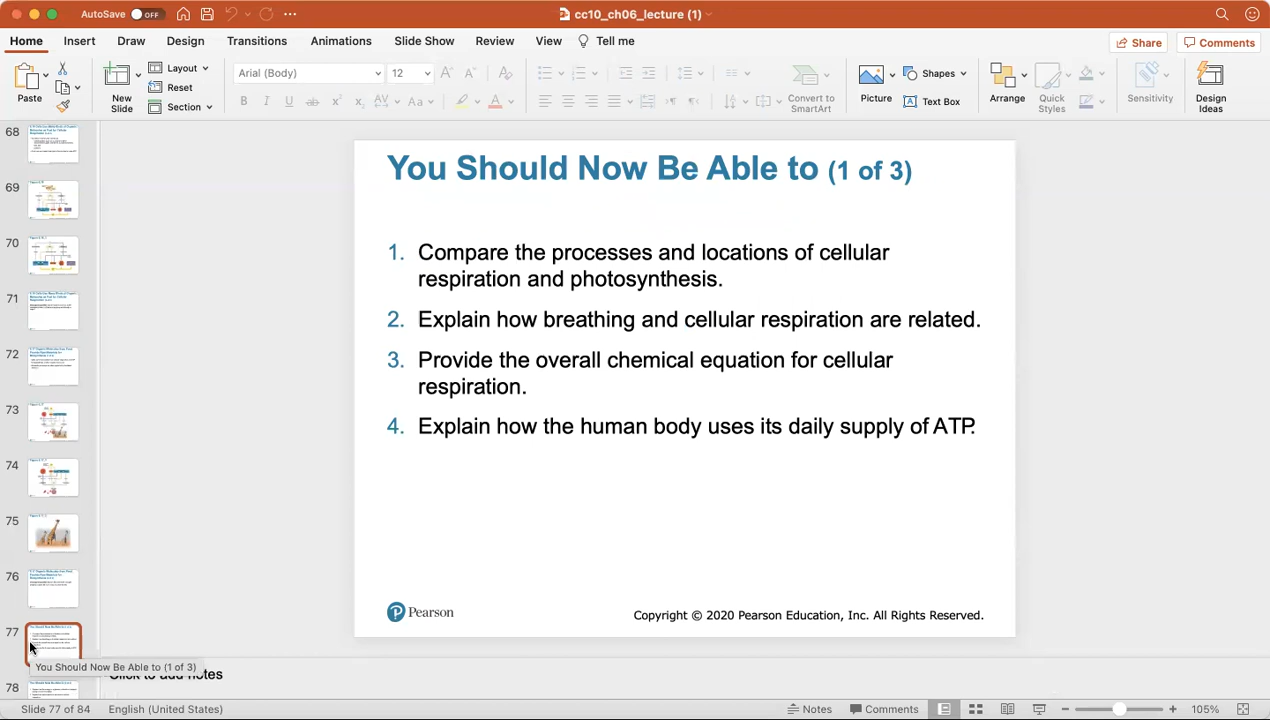 AutoSave OFF
cc10_ch06_lecture (1)
Home Insert Draw Design Transitions Animations Slide Show Review View Tell me
Share Comments
Paste
New
Slide
Layout
Reset
Section
Arial (Body) 12
Convert to
SmartArt
Picture
Shapes
Text Box
Arrange
Quick
Styles
Sensitivity
Design
Ideas
68
69
70
71
72
73
74
75
76
77
78
You Should Now Be Able to (1 of 3)
1. Compare the processes and locations of cellular
respiration and photosynthesis.
2. Explain how breathing and cellular respiration are related.
3. Provide the overall chemical equation for cellular
respiration.
4. Explain how the human body uses its daily supply of ATP.
Pearson
Copyright © 2020 Pearson Education, Inc. All Rights Reserved.
You Should Now Be Able to (1 of 3)
Click to add notes
Slide 77 of 84 English (United States) Notes Comments 105%